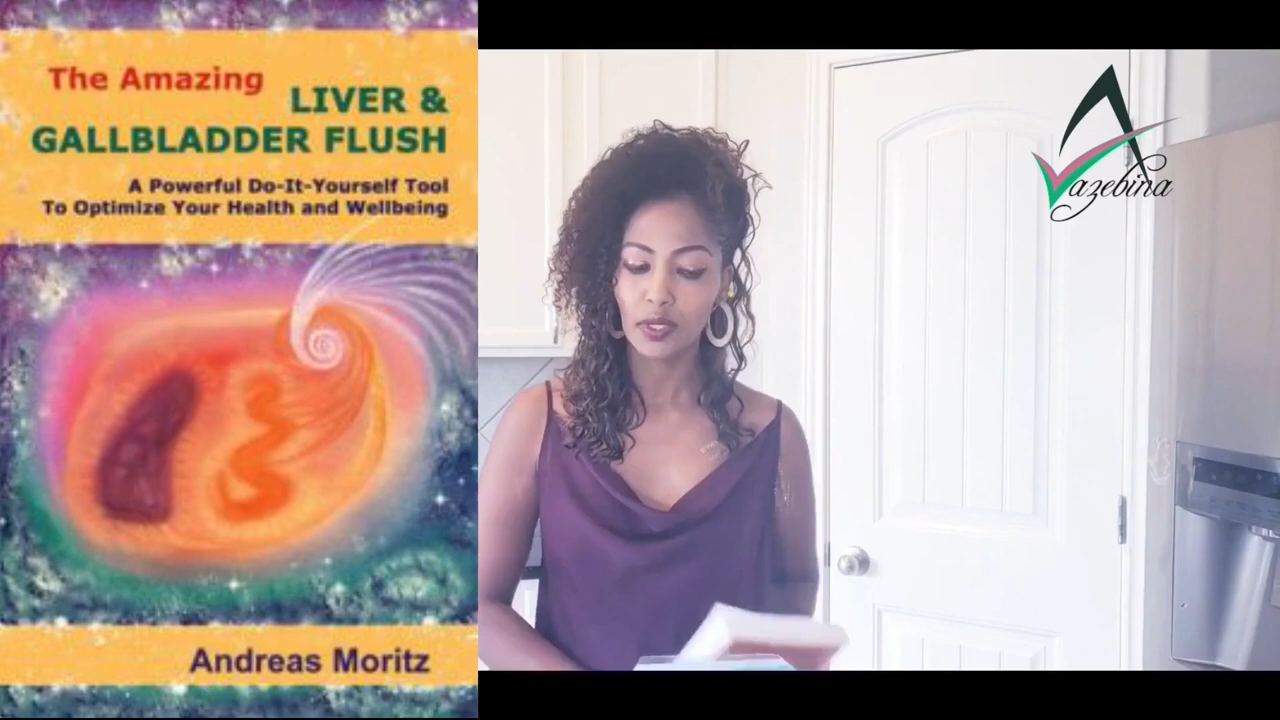 The Amazing
LIVER &
GALLBLADDER FLUSH
A Powerful Do-It-Yourself Tool
To Optimize Your Health and Wellbeing
Andreas Moritz
Vazebina